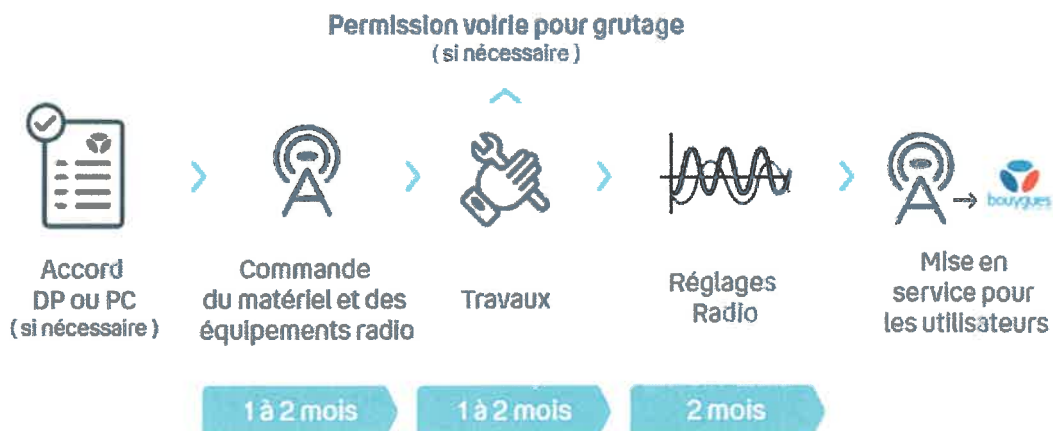 Permission voirie pour grutage
( si nécessaire )
Accord
DP ou PC
( si nécessaire )
Commande
du matériel et des
équipements radio
Travaux
Réglages
Radio
bouygues
Mise en
service pour
les utilisateurs
1 à 2 mois
1 à 2 mois
2 mois